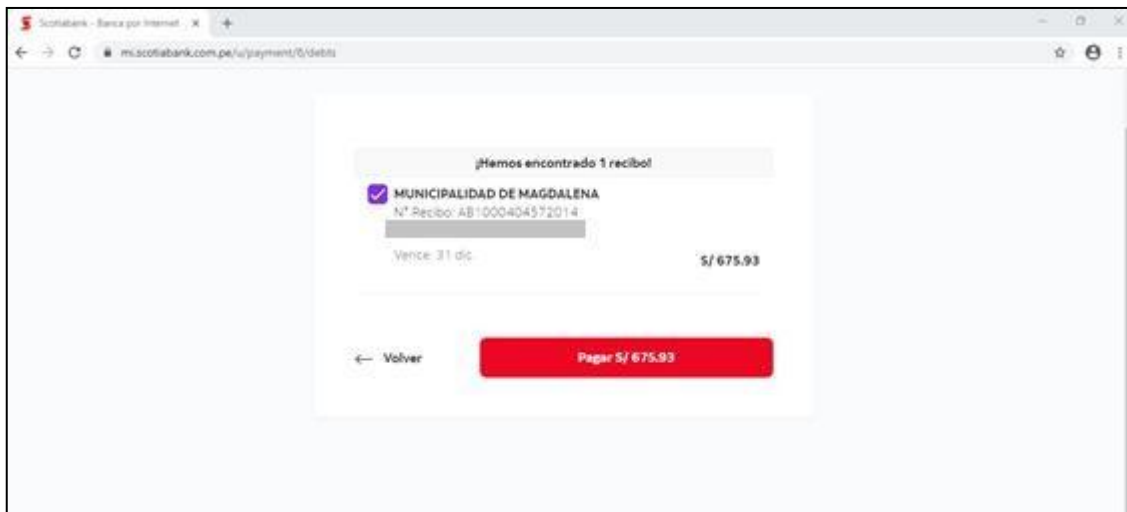 Scotiabank - Banca por Internet
mi.scotiabank.com.pe/u/payment/6/debts
¡Hemos encontrado 1 recibo!
MUNICIPALIDAD DE MAGDALENA
N° Recibo: AB1000404572014
Vence: 31 dic.
S/ 675.93
← Volver
Pagar S/ 675.93